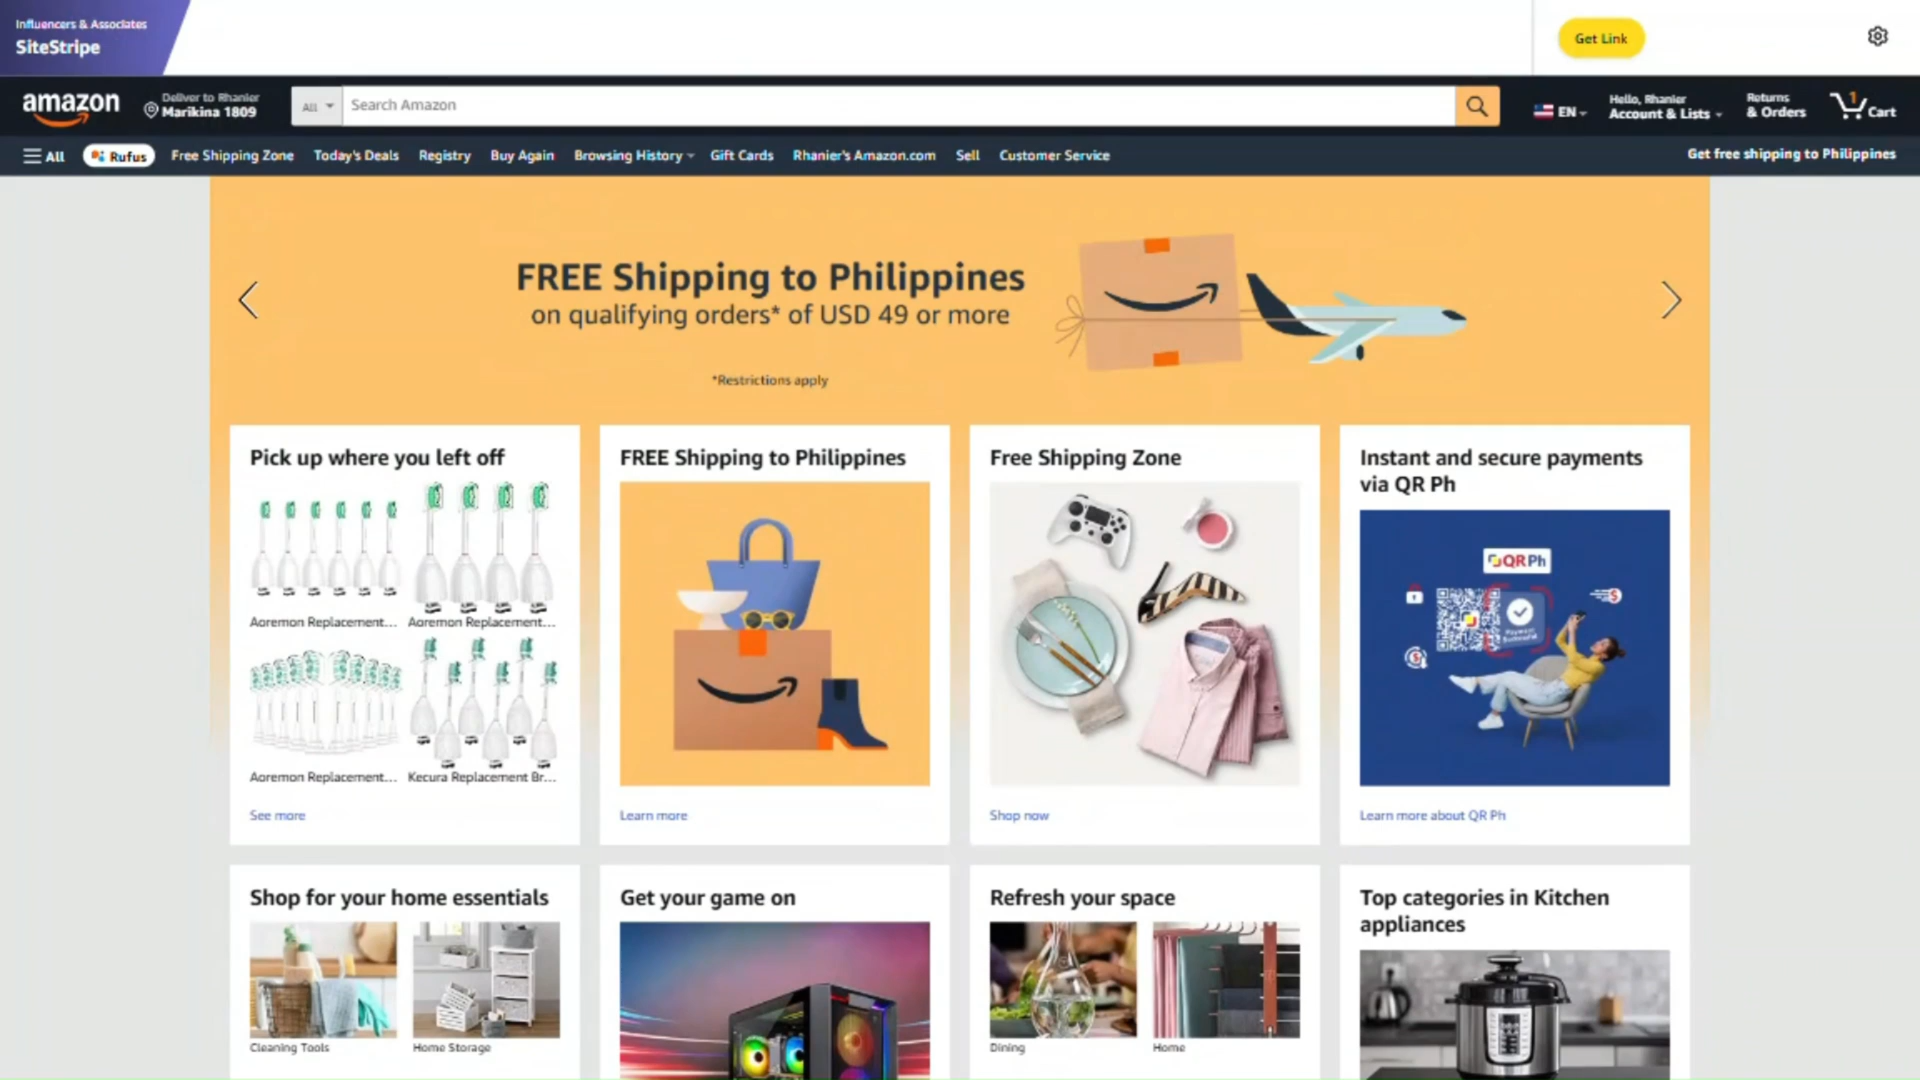 Influencers & Associates
SiteStripe
Get Link
amazon
Deliver to Rhanier
Marikina 1809
All
Search Amazon
EN
Hello, Rhanier
Account & Lists
Returns
& Orders
1
Cart
All
Rufus
Free Shipping Zone
Today's Deals
Registry
Buy Again
Browsing History
Gift Cards
Rhanier's Amazon.com
Sell
Customer Service
Get free shipping to Philippines
FREE Shipping to Philippines
on qualifying orders* of USD 49 or more
*Restrictions apply
Pick up where you left off
Aoremon Replacement...
Aoremon Replacement...
Aoremon Replacement...
Kecura Replacement Br...
See more
FREE Shipping to Philippines
Learn more
Free Shipping Zone
Shop now
Instant and secure payments
via QR Ph
QR Ph
Payment
Successful
Learn more about QR Ph
Shop for your home essentials
Cleaning Tools
Home Storage
Get your game on
Refresh your space
Dining
Home
Top categories in Kitchen
appliances